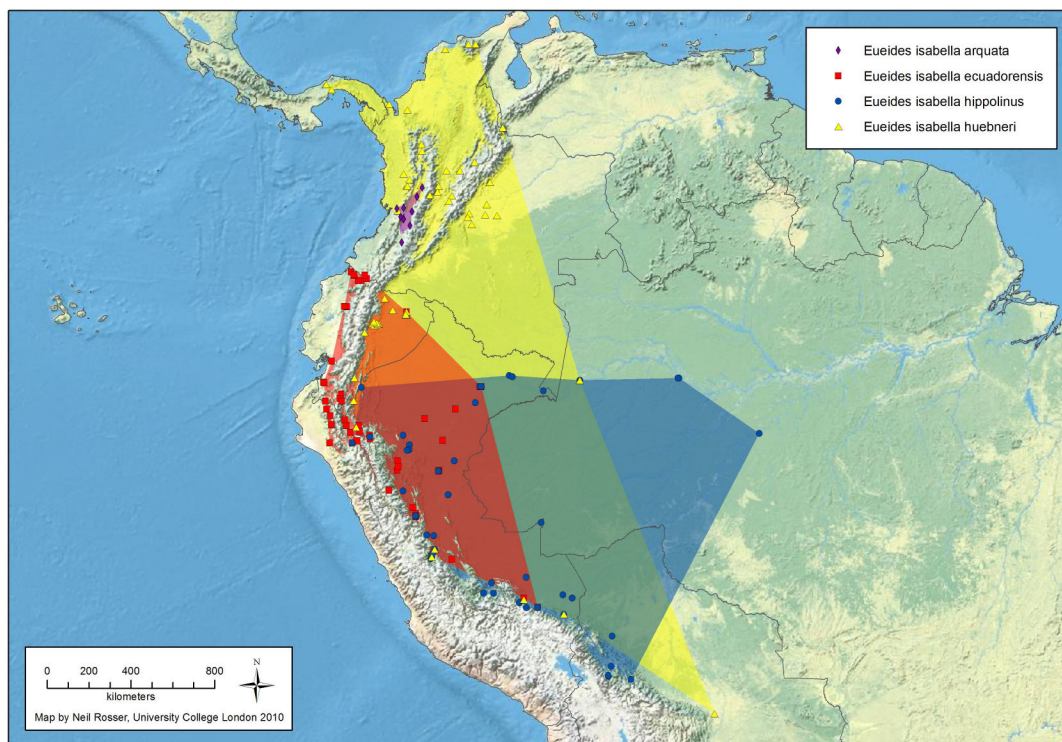 Eueides isabella arquata
Eueides isabella ecuadorensis
Eueides isabella hippolinus
Eueides isabella huebneri
0 200 400 800
kilometers
N
Map by Neil Rosser, University College London 2010